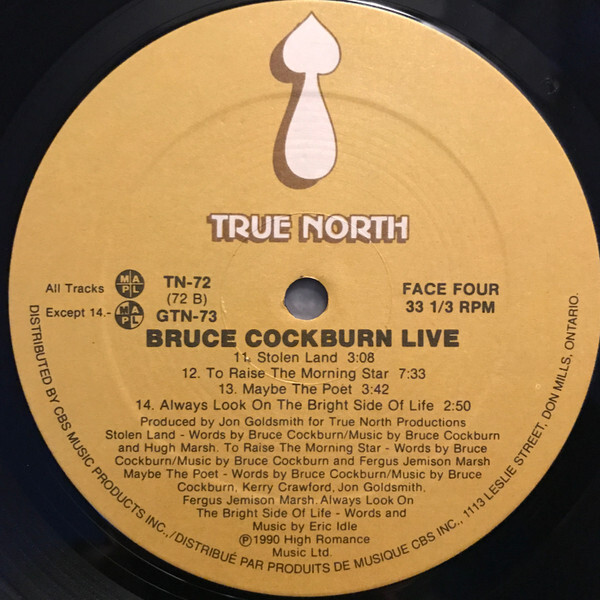 TRUE NORTH
All Tracks MAPL TN-72
(72 B)
Except 14.- MAPL GTN-73
FACE FOUR
33 1/3 RPM
BRUCE COCKBURN LIVE
11. Stolen Land 3:08
12. To Raise The Morning Star 7:33
13. Maybe The Poet 3:42
14. Always Look On The Bright Side Of Life 2:50
Produced by Jon Goldsmith for True North Productions
Stolen Land - Words by Bruce Cockburn/Music by Bruce Cockburn
and Hugh Marsh. To Raise The Morning Star - Words by Bruce
Cockburn/Music by Bruce Cockburn and Fergus Jemison Marsh
Maybe The Poet - Words by Bruce Cockburn/Music by Bruce
Cockburn, Kerry Crawford, Jon Goldsmith,
Fergus Jemison Marsh. Always Look On
The Bright Side Of Life - Words and
Music by Eric Idle
℗1990 High Romance
Music Ltd.
DISTRIBUTED BY CBS MUSIC PRODUCTS INC.,/DISTRIBUÉ PAR PRODUITS DE MUSIQUE CBS INC., 1113 LESLIE STREET, DON MILLS, ONTARIO.